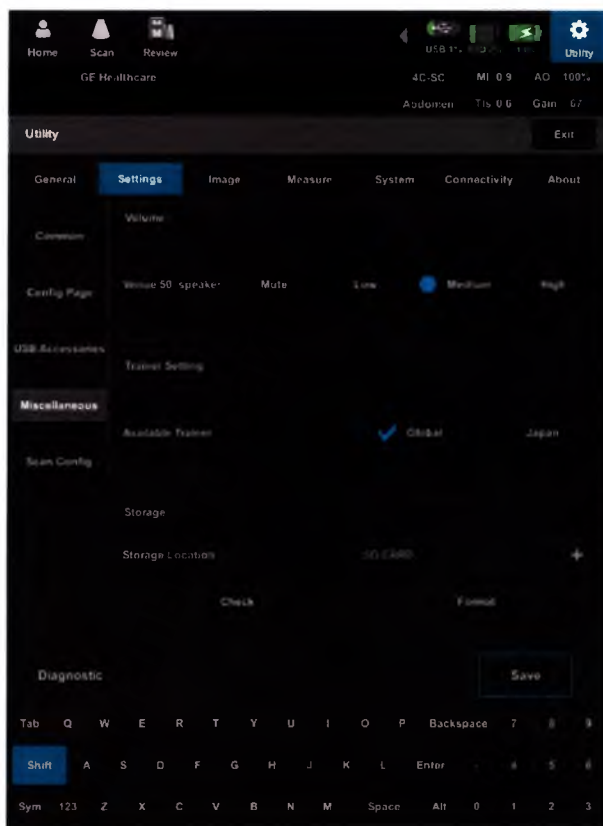 Home Scan Review Utility
GE Healthcare 4C-SC MI 0.9 AO 100%
Abdomen TIs 0.6 Gain 67
Utility Exit
General Settings Image Measure System Connectivity About
Volume
Common
Config Page Venue 50 speaker Mute Low Medium High
USB Accessories
Trainer Setting
Miscellaneous
Available Trainer Global Japan
Scan Config
Storage
Storage Location SD CARD +
Check Format
Diagnostic Save
Tab Q W E R T Y U I O P Backspace 7 8 9
Shift A S D F G H J K L Enter - 4 5 6
Sym 123 Z X C V B N M Space Alt 0 1 2 3